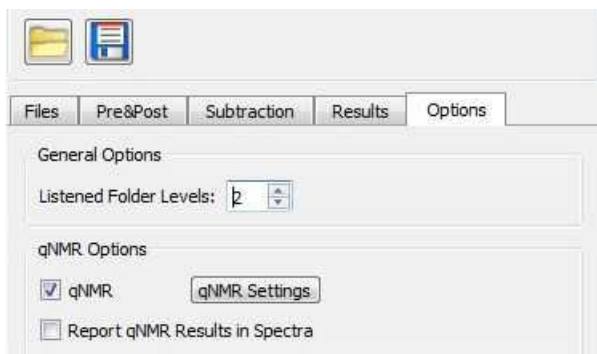 Files Pre&Post Subtraction Results Options
General Options
Listened Folder Levels: 2
qNMR Options
qNMR qNMR Settings
Report qNMR Results in Spectra